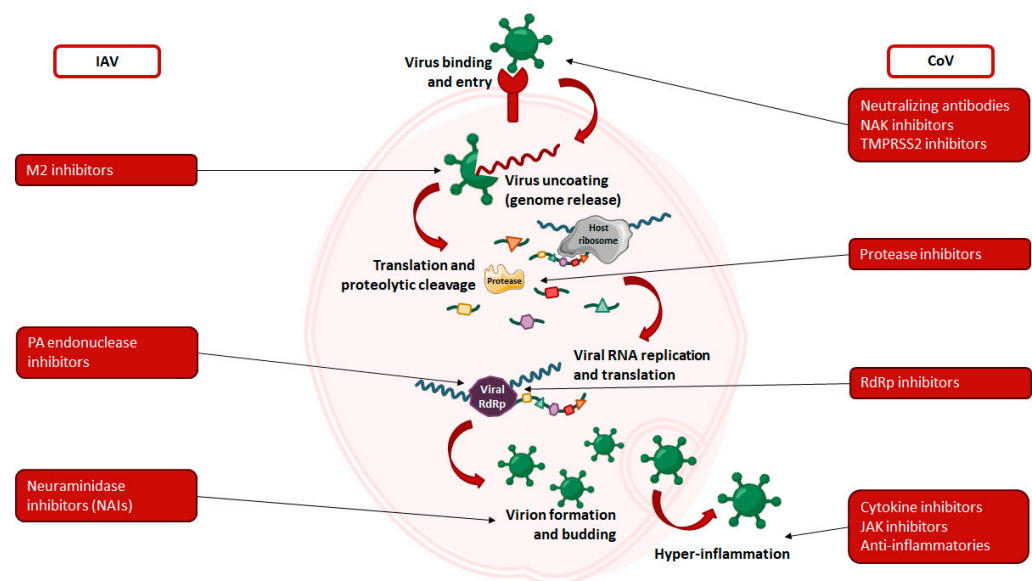 IAV
CoV
Virus binding
and entry
Neutralizing antibodies
NAK inhibitors
TMPRSS2 inhibitors
M2 inhibitors
Virus uncoating
(genome release)
Host
ribosome
Translation and
proteolytic cleavage
Protease
Protease inhibitors
PA endonuclease
inhibitors
Viral RNA replication
and translation
Viral
RdRp
RdRp inhibitors
Neuraminidase
inhibitors (NAIs)
Virion formation
and budding
Hyper-inflammation
Cytokine inhibitors
JAK inhibitors
Anti-inflammatories